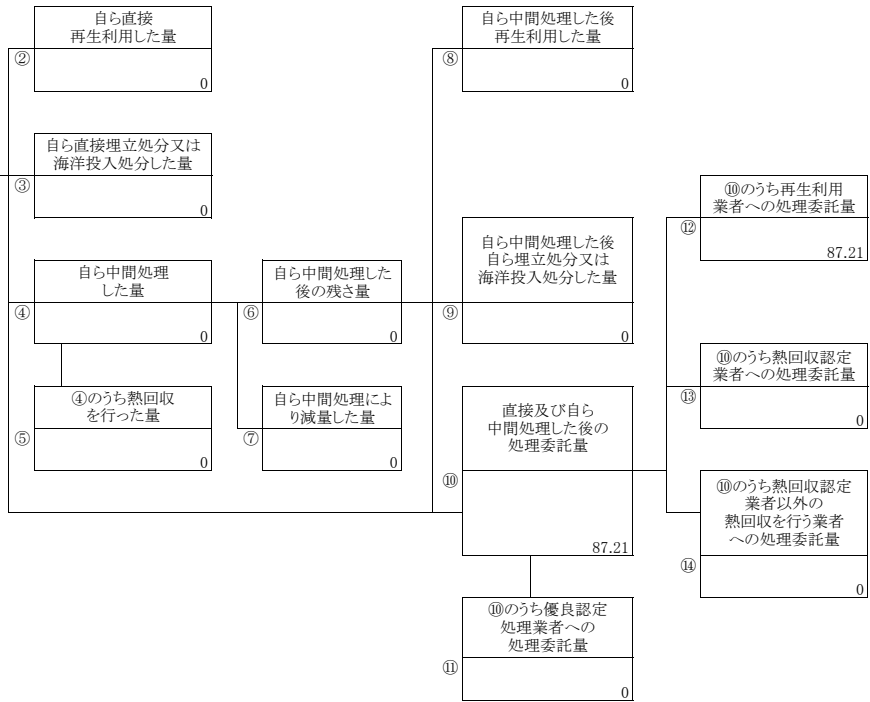 自ら直接
再生利用した量
②
0
自ら直接埋立処分又は
海洋投入処分した量
③
0
自ら中間処理
した量
④
0
④のうち熱回収
を行った量
⑤
0
自ら中間処理した
後の残さ量
⑥
0
自ら中間処理によ
り減量した量
⑦
0
自ら中間処理した後
再生利用した量
⑧
0
自ら中間処理した後
自ら埋立処分又は
海洋投入処分した量
⑨
0
直接及び自ら
中間処理した後の
処理委託量
⑩
87.21
⑩のうち優良認定
処理業者への
処理委託量
⑪
0
⑩のうち再生利用
業者への処理委託量
⑫
87.21
⑩のうち熱回収認定
業者への処理委託量
⑬
0
⑩のうち熱回収認定
業者以外の
熱回収を行う業者
への処理委託量
⑭
0